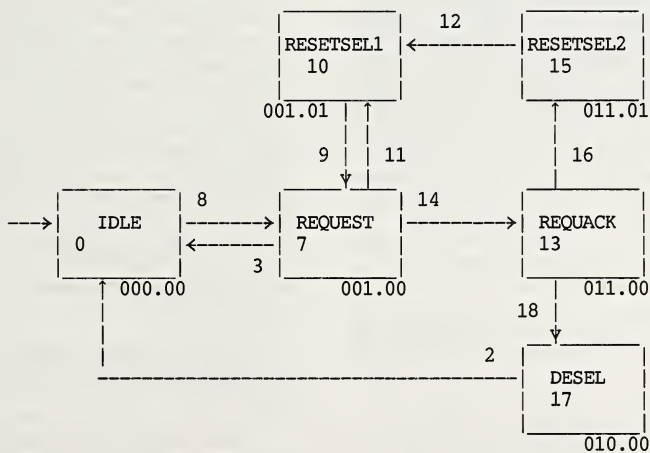 12
RESETSEL1 RESETSEL2
10 15
001.01 011.01
9 11 16
8 14
IDLE REQUEST REQUACK
0 7 13
3
000.00 001.00 011.00
18
2
DESEL
17
010.00